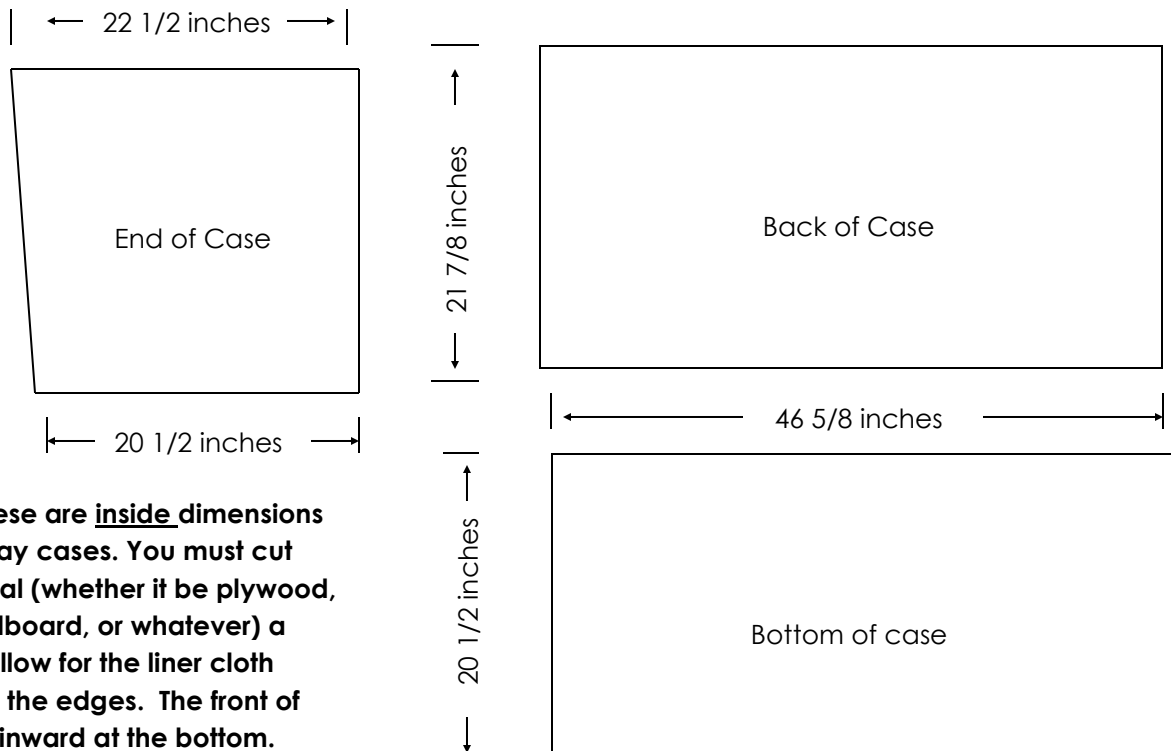 22 1/2 inches
End of Case
21 7/8 inches
Back of Case
20 1/2 inches
46 5/8 inches
ese are inside dimensions
ay cases. You must cut
al (whether it be plywood,
lboard, or whatever) a
llow for the liner cloth
the edges. The front of
inward at the bottom.
20 1/2 inches
Bottom of case